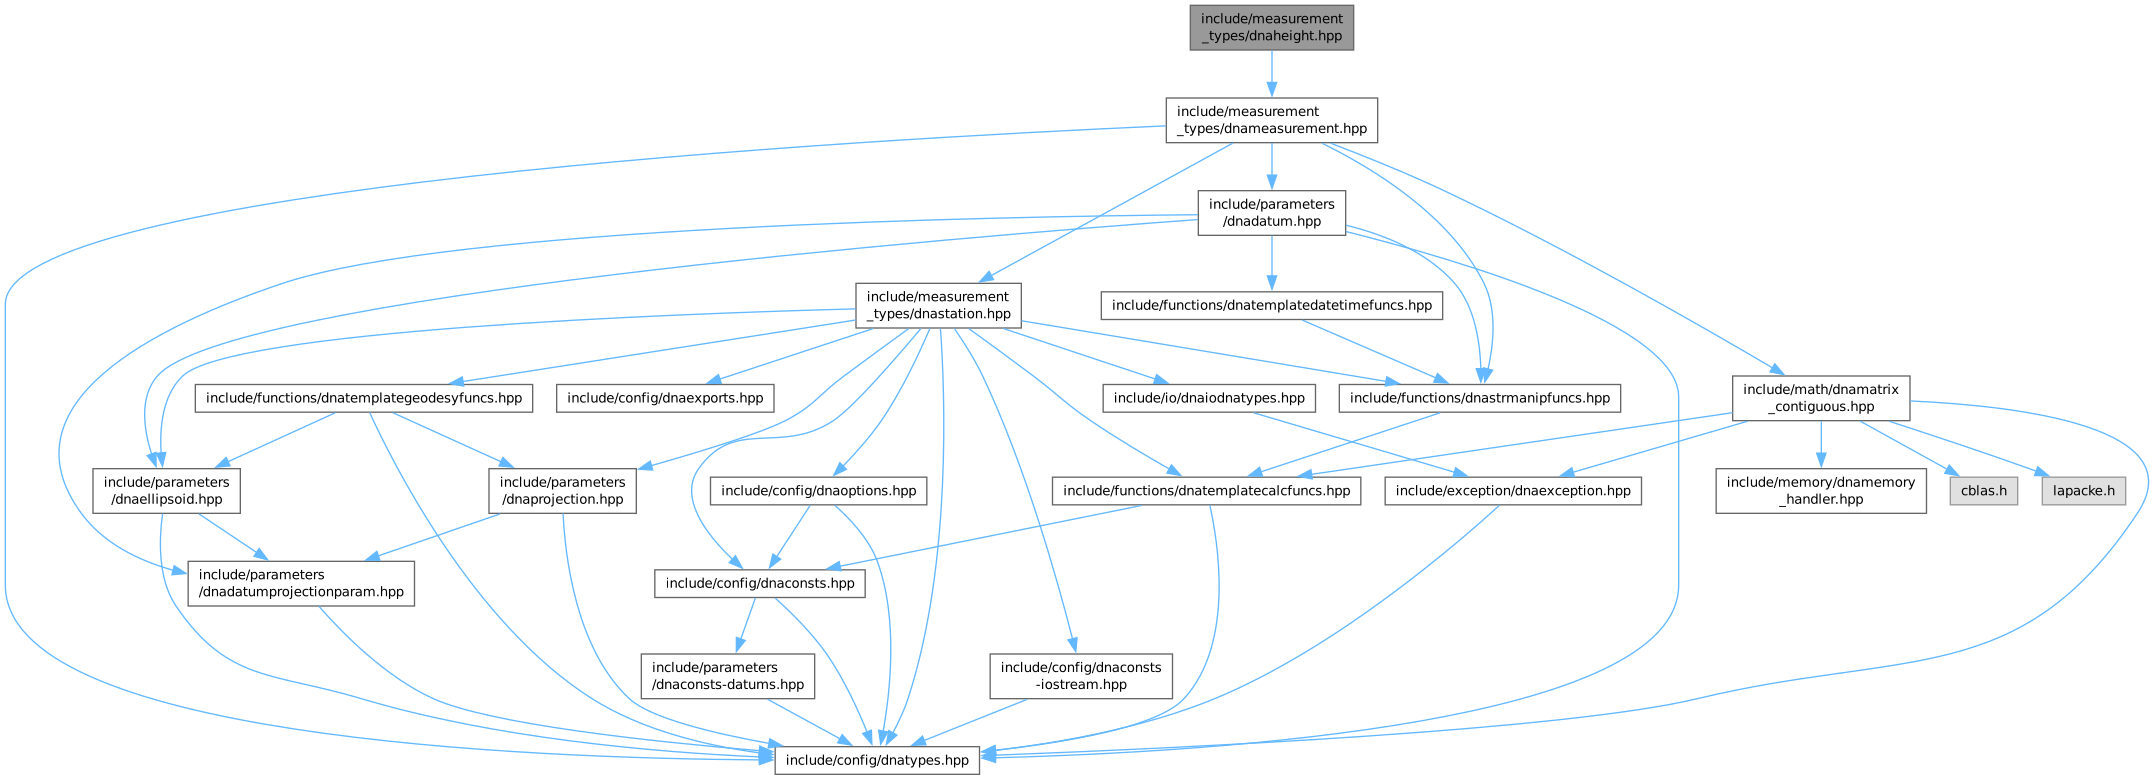 include/measurement
_types/dnaheight.hpp
include/measurement
_types/dnameasurement.hpp
include/parameters
/dnadatum.hpp
include/measurement
_types/dnastation.hpp
include/functions/dnatemplatedatetimefuncs.hpp
include/functions/dnatemplategeodesyfuncs.hpp
include/config/dnaexports.hpp
include/io/dnaiodnatypes.hpp
include/functions/dnastrmanipfuncs.hpp
include/math/dnamatrix
_contiguous.hpp
include/parameters
/dnaellipsoid.hpp
include/parameters
/dnaprojection.hpp
include/config/dnaoptions.hpp
include/functions/dnatemplatecalcfuncs.hpp
include/exception/dnaexception.hpp
include/memory/dnamemory
_handler.hpp
cblas.h
lapacke.h
include/parameters
/dnadatumprojectionparam.hpp
include/config/dnaconsts.hpp
include/parameters
/dnaconsts-datums.hpp
include/config/dnaconsts
-iostream.hpp
include/config/dnatypes.hpp